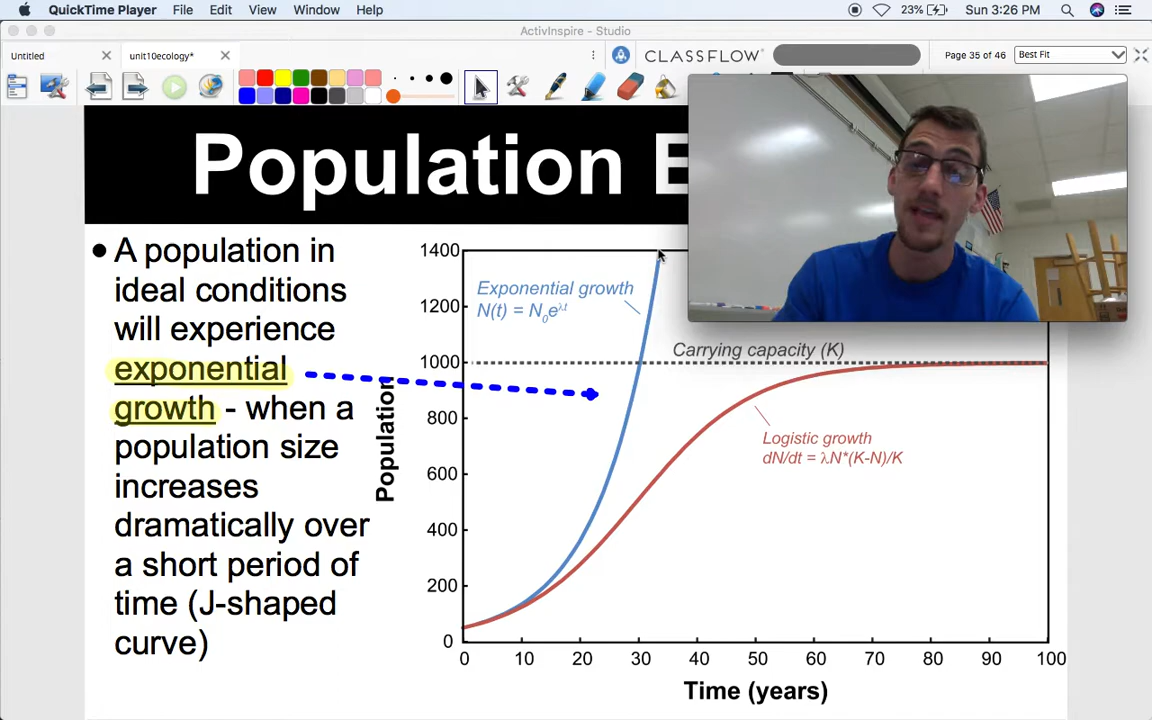 QuickTime Player File Edit View Window Help 23% Sun 3:26 PM
ActivInspire - Studio
Untitled unit10ecology* CLASSFLOW Page 35 of 46 Best Fit
Population E
• A population in
ideal conditions
will experience
exponential
growth - when a
population size
increases
dramatically over
a short period of
time (J-shaped
curve)
1400
1200
1000
800
600
400
200
0
Population
Exponential growth
N(t) = N₀e^λt
Carrying capacity (K)
Logistic growth
dN/dt = λN*(K-N)/K
0 10 20 30 40 50 60 70 80 90 100
Time (years)